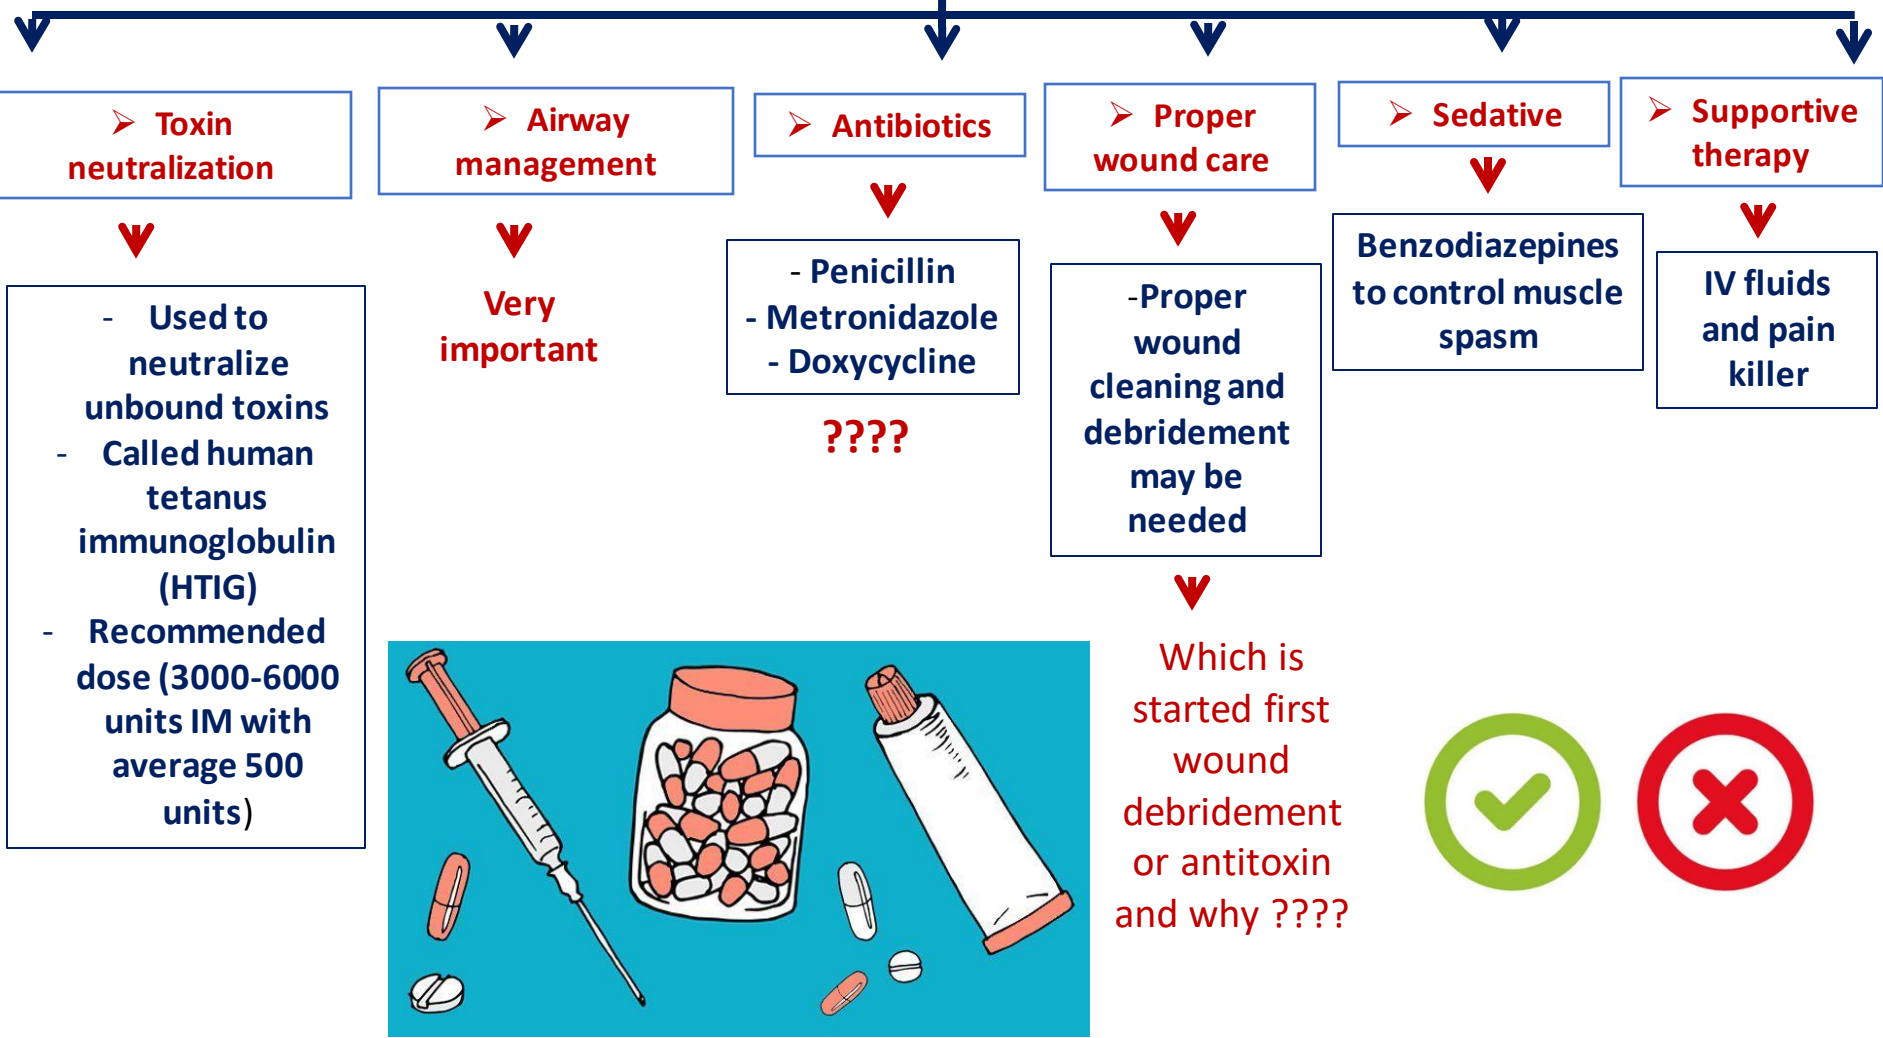 ➢ Toxin
neutralization
- Used to
neutralize
unbound toxins
- Called human
tetanus
immunoglobulin
(HTIG)
- Recommended
dose (3000-6000
units IM with
average 500
units)
➢ Airway
management
Very
important
➢ Antibiotics
- Penicillin
- Metronidazole
- Doxycycline
????
➢ Proper
wound care
-Proper
wound
cleaning and
debridement
may be
needed
Which is
started first
wound
debridement
or antitoxin
and why ????
➢ Sedative
Benzodiazepines
to control muscle
spasm
➢ Supportive
therapy
IV fluids
and pain
killer